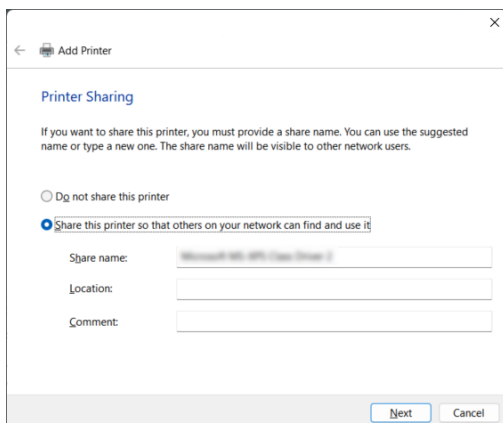 Add Printer
Printer Sharing
If you want to share this printer, you must provide a share name. You can use the suggested
name or type a new one. The share name will be visible to other network users.
Do not share this printer
Share this printer so that others on your network can find and use it
Share name:
Location:
Comment:
Next Cancel